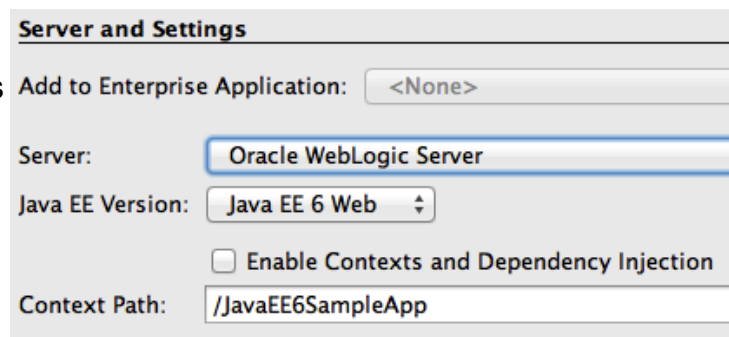 Server and Settings
s Add to Enterprise Application: <None>
Server: Oracle WebLogic Server
Java EE Version: Java EE 6 Web
Enable Contexts and Dependency Injection
Context Path: /JavaEE6SampleApp